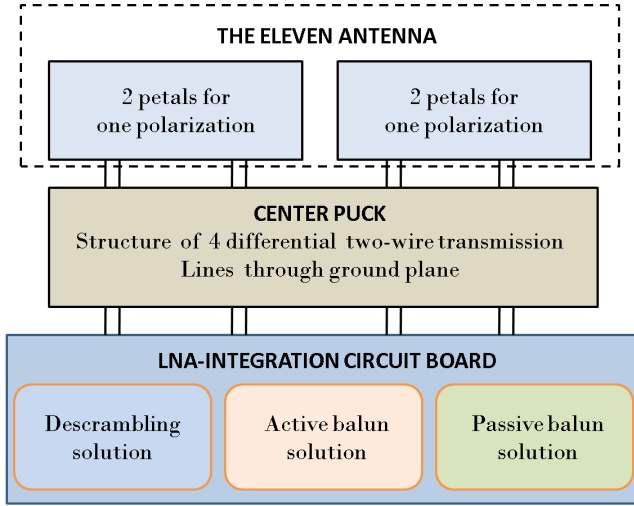 THE ELEVEN ANTENNA
2 petals for
one polarization
2 petals for
one polarization
CENTER PUCK
Structure of 4 differential two-wire transmission
Lines through ground plane
LNA-INTEGRATION CIRCUIT BOARD
Descrambling
solution
Active balun
solution
Passive balun
solution